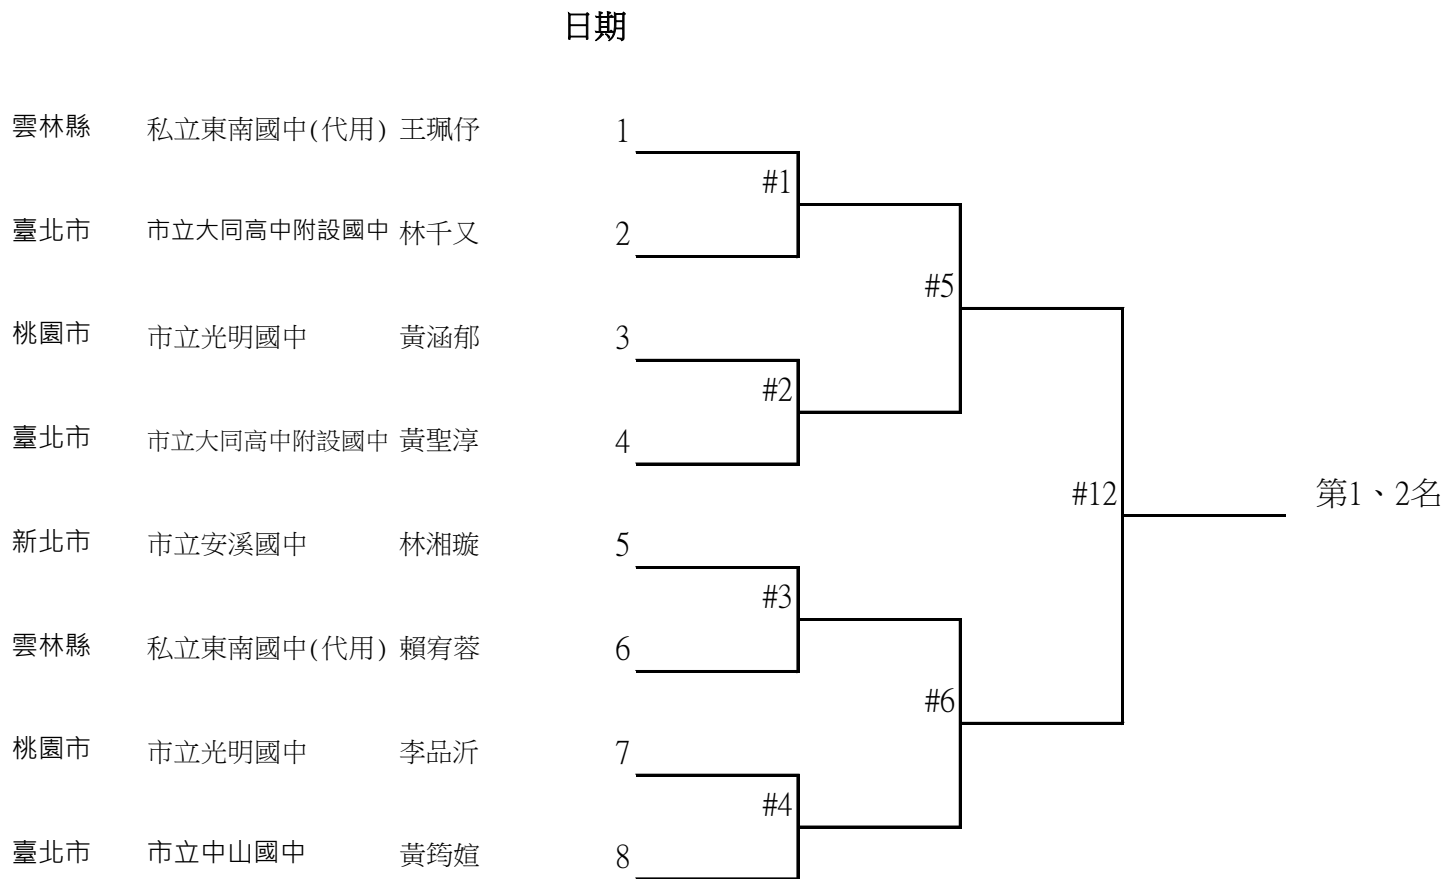 日期
雲林縣 私立東南國中(代用) 王珮伃 1
#1
臺北市 市立大同高中附設國中 林千又 2
#5
桃園市 市立光明國中 黃涵郁 3
#2
臺北市 市立大同高中附設國中 黃聖淳 4
#12 第1、2名
新北市 市立安溪國中 林湘璇 5
#3
雲林縣 私立東南國中(代用) 賴宥蓉 6
#6
桃園市 市立光明國中 李品沂 7
#4
臺北市 市立中山國中 黃筠媗 8